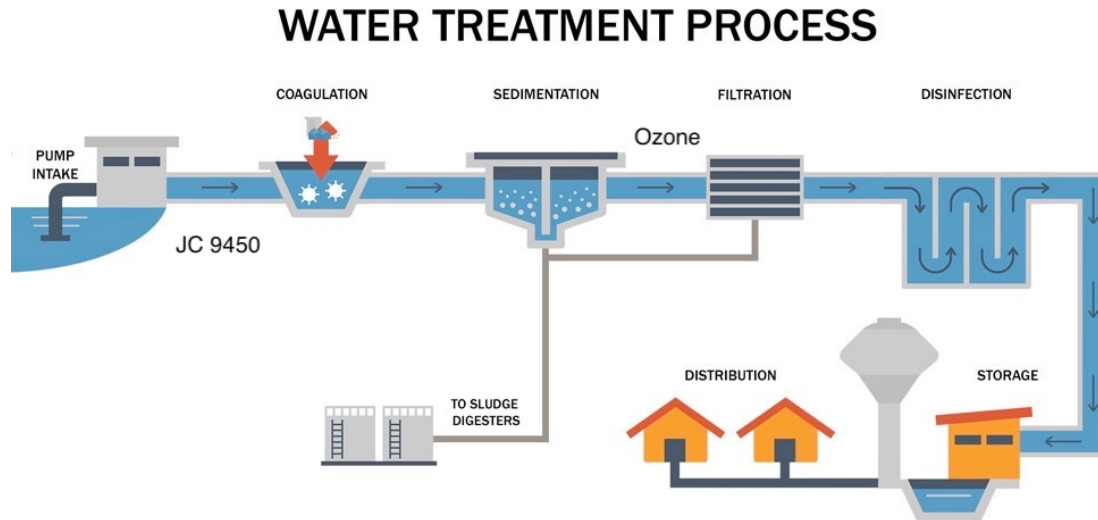 WATER TREATMENT PROCESS
COAGULATION
SEDIMENTATION
FILTRATION
DISINFECTION
Ozone
PUMP
INTAKE
JC 9450
DISTRIBUTION
STORAGE
TO SLUDGE
DIGESTERS